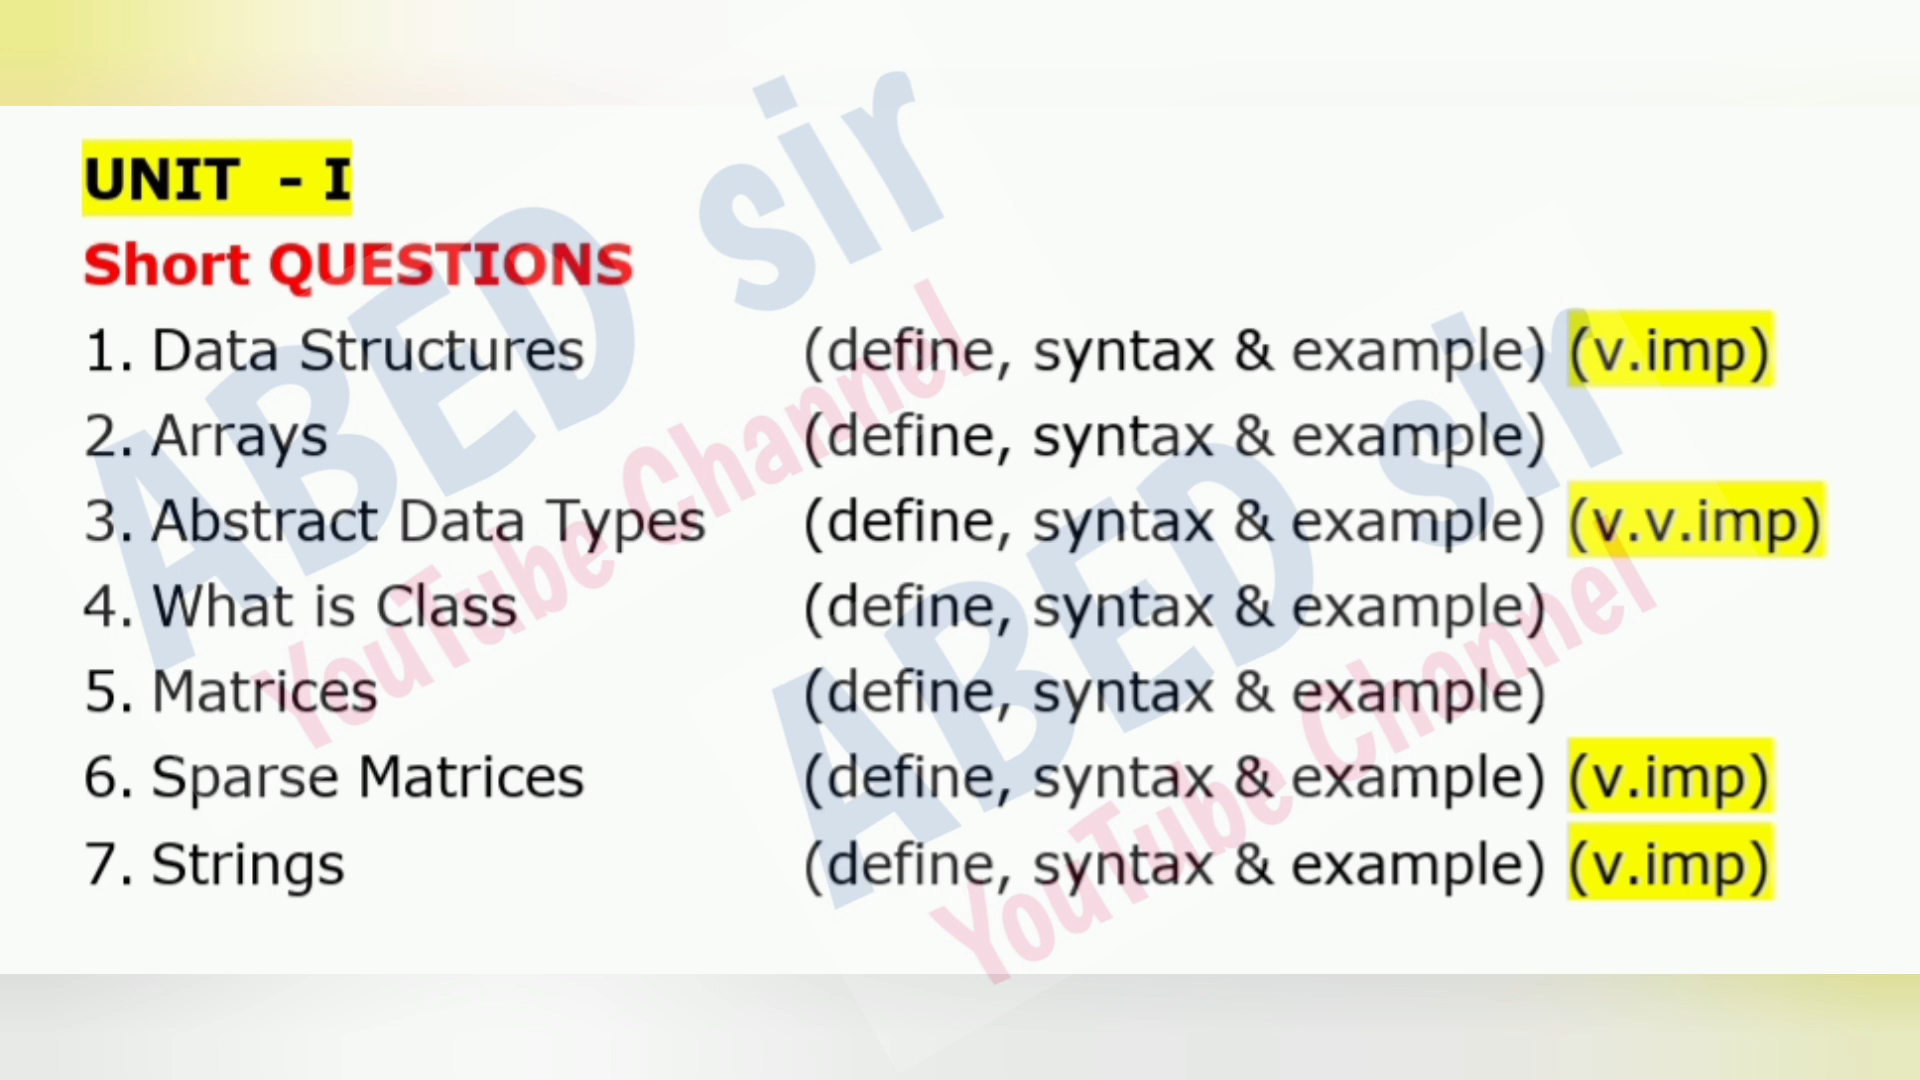 UNIT - I
Short QUESTIONS
1. Data Structures (define, syntax & example) (v.imp)
2. Arrays (define, syntax & example)
3. Abstract Data Types (define, syntax & example) (v.v.imp)
4. What is Class (define, syntax & example)
5. Matrices (define, syntax & example)
6. Sparse Matrices (define, syntax & example) (v.imp)
7. Strings (define, syntax & example) (v.imp)
ABED sir
YouTube Channel
ABED sir
YouTube Channel